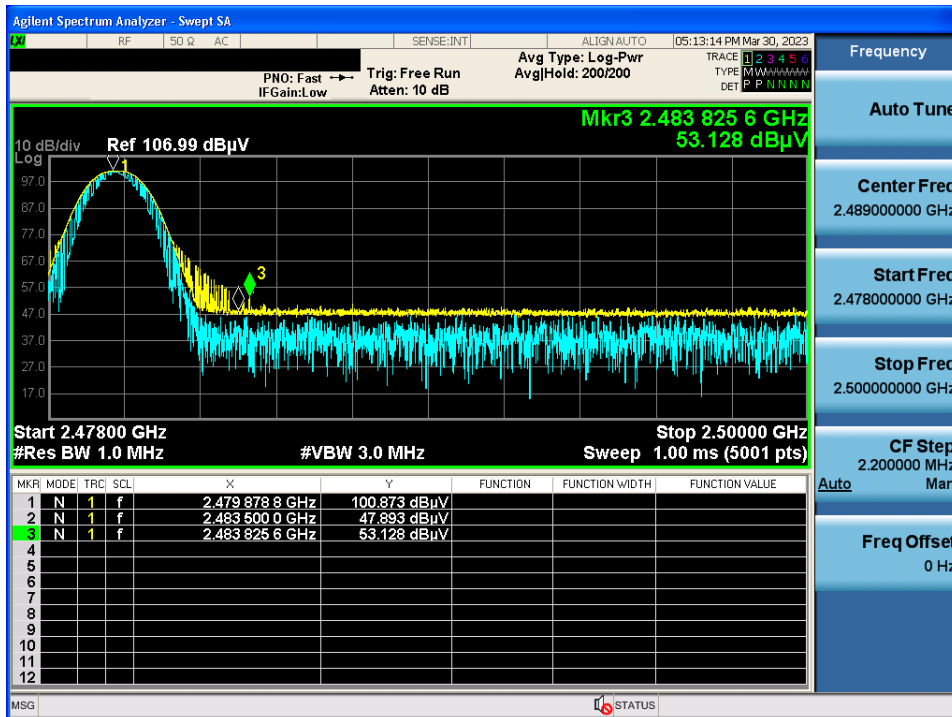 Agilent Spectrum Analyzer - Swept SA
LXI RF 50 Ω AC SENSE:INT ALIGN AUTO 05:13:14 PM Mar 30, 2023
PNO: Fast IFGain:Low
Trig: Free Run
Atten: 10 dB
Avg Type: Log-Pwr
Avg|Hold: 200/200
TRACE 1 2 3 4 5 6
TYPE MWWWWW
DET P P N N N N
Mkr3 2.483 825 6 GHz
53.128 dBµV
10 dB/div Ref 106.99 dBµV
Log
1
97.0
87.0
77.0
67.0
3
57.0
47.0
37.0
27.0
17.0
Start 2.47800 GHz Stop 2.50000 GHz
#Res BW 1.0 MHz #VBW 3.0 MHz Sweep 1.00 ms (5001 pts)
MKR MODE TRC SCL X Y FUNCTION FUNCTION WIDTH FUNCTION VALUE
1 N 1 f 2.479 878 8 GHz 100.873 dBµV
2 N 1 f 2.483 500 0 GHz 47.893 dBµV
3 N 1 f 2.483 825 6 GHz 53.128 dBµV
4
5
6
7
8
9
10
11
12
MSG STATUS
Frequency
Auto Tune
Center Freq
2.489000000 GHz
Start Freq
2.478000000 GHz
Stop Freq
2.500000000 GHz
CF Step
2.200000 MHz
Auto Man
Freq Offset
0 Hz